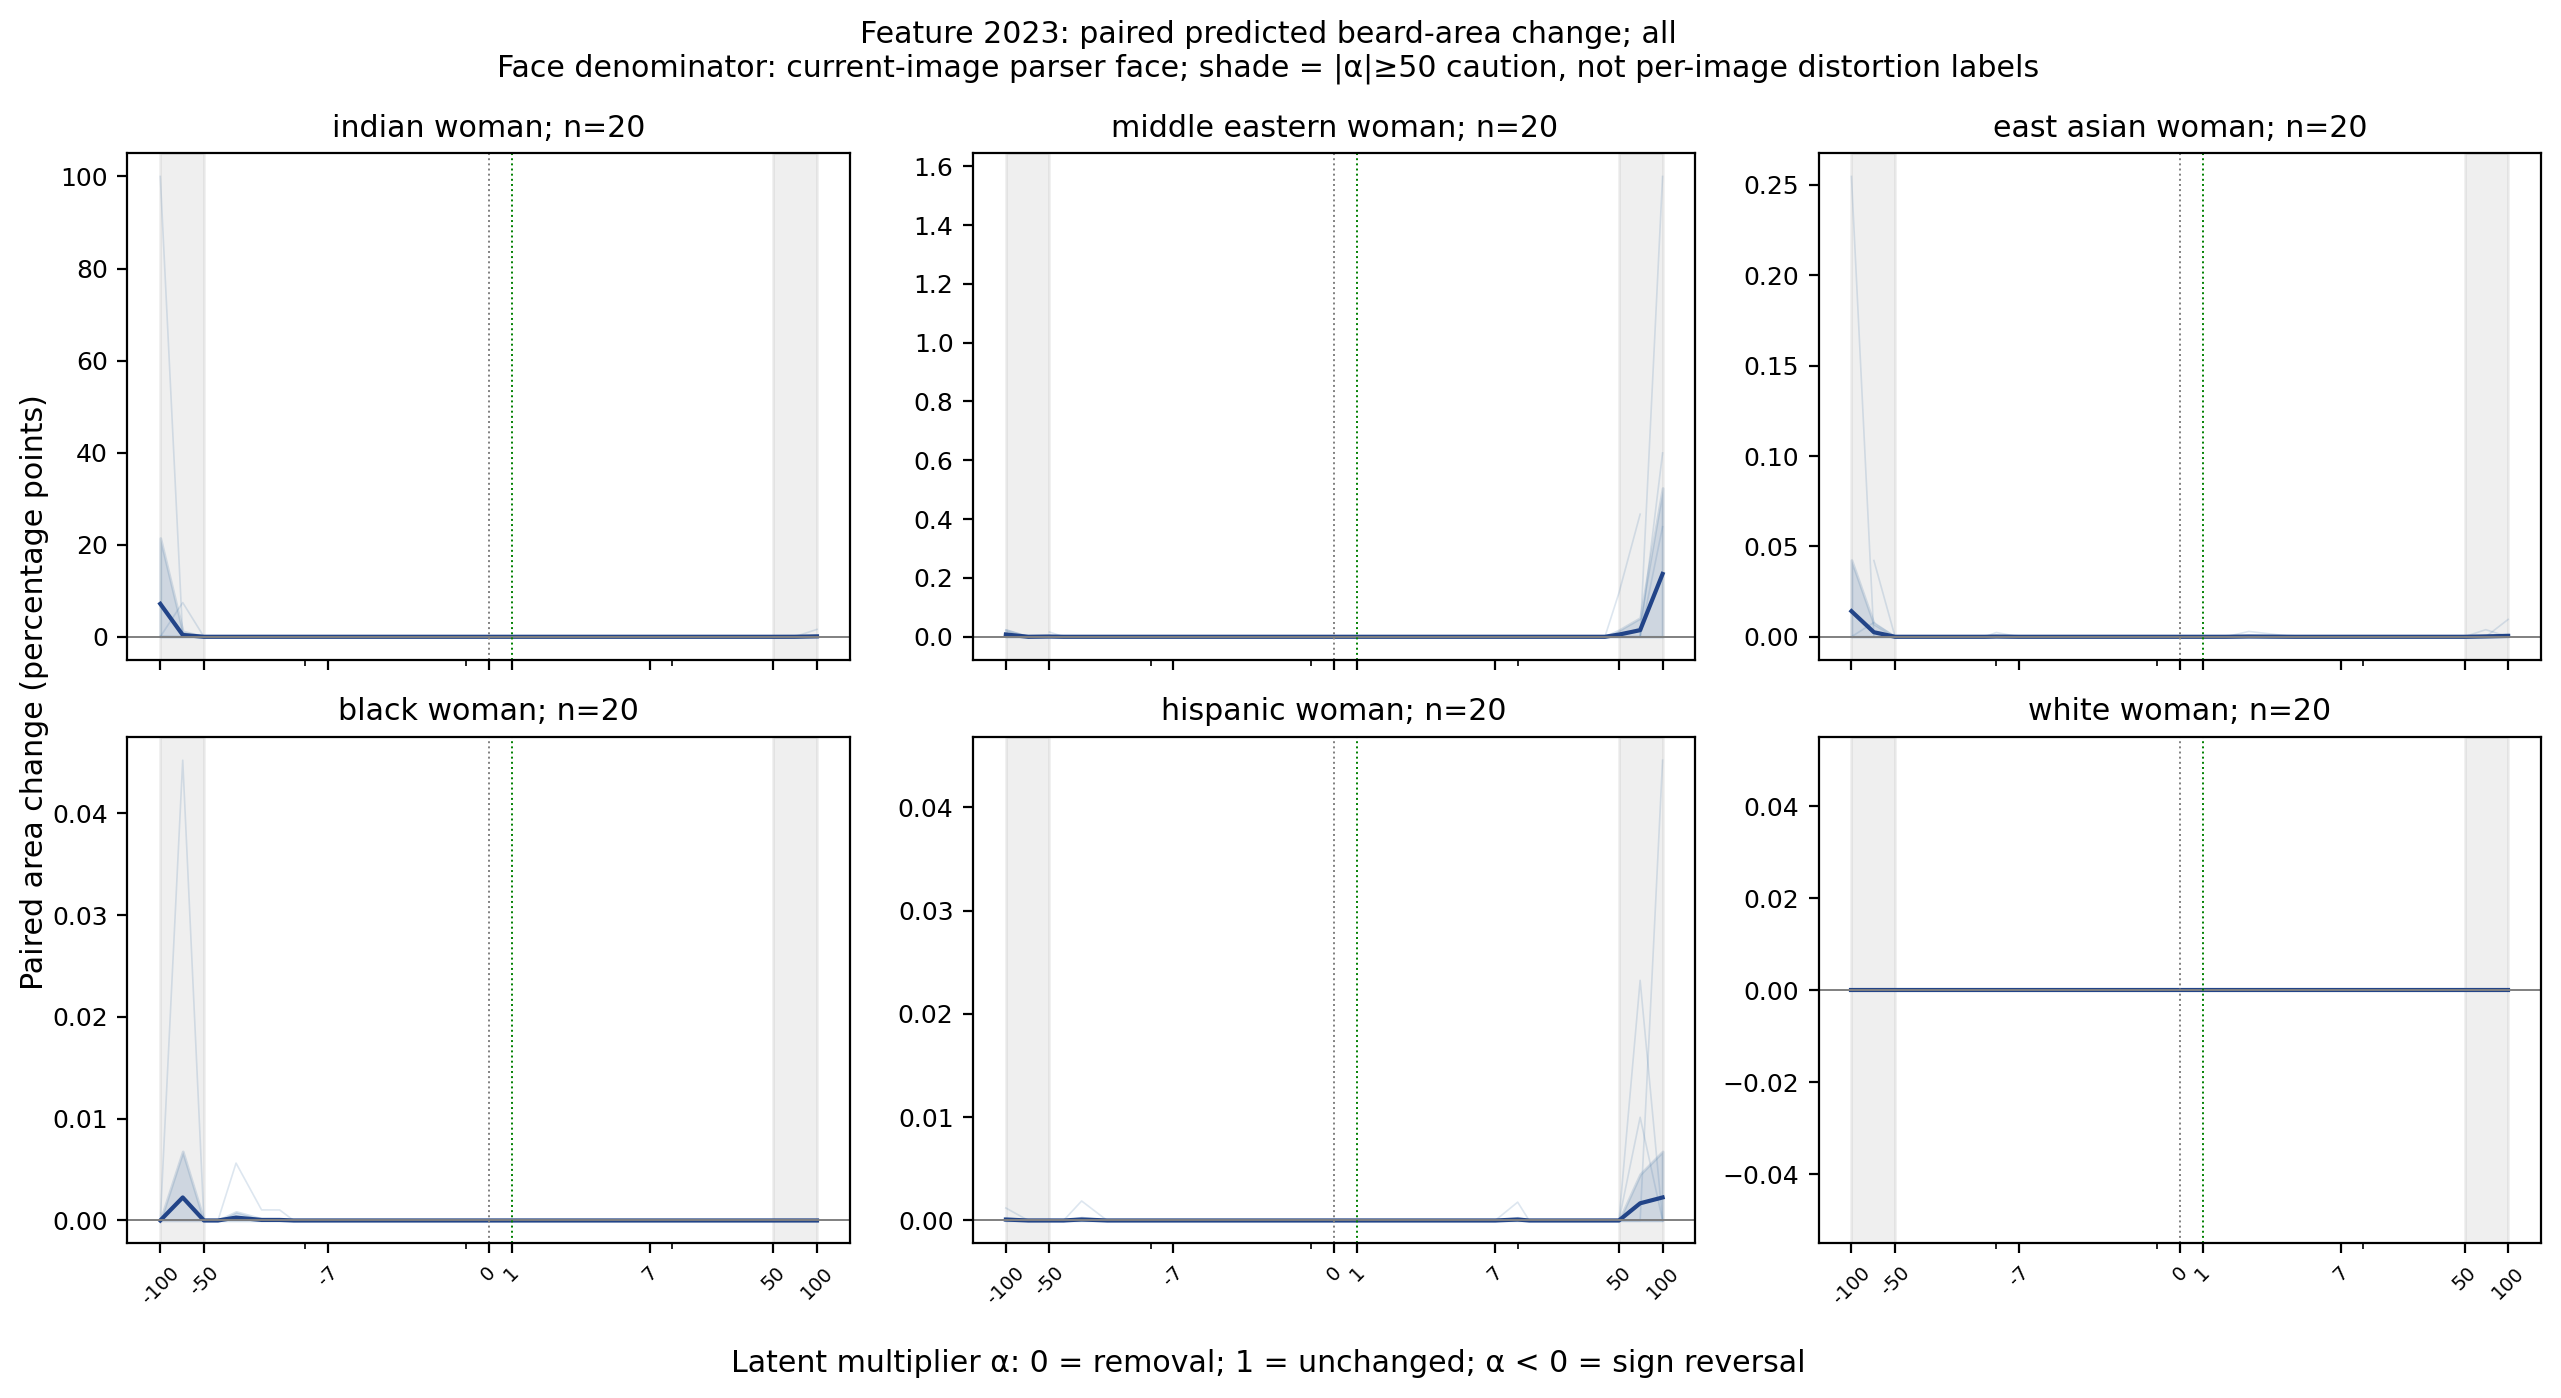 Feature 2023: paired predicted beard-area change; all
Face denominator: current-image parser face; shade = |α|≥50 caution, not per-image distortion labels
Paired area change (percentage points)
indian woman; n=20
100
80
60
40
20
0
middle eastern woman; n=20
1.6
1.4
1.2
1.0
0.8
0.6
0.4
0.2
0.0
east asian woman; n=20
0.25
0.20
0.15
0.10
0.05
0.00
black woman; n=20
0.04
0.03
0.02
0.01
0.00
-100 -50 -7 0 1 7 50 100
hispanic woman; n=20
0.04
0.03
0.02
0.01
0.00
-100 -50 -7 0 1 7 50 100
white woman; n=20
0.04
0.02
0.00
−0.02
−0.04
-100 -50 -7 0 1 7 50 100
Latent multiplier α: 0 = removal; 1 = unchanged; α < 0 = sign reversal